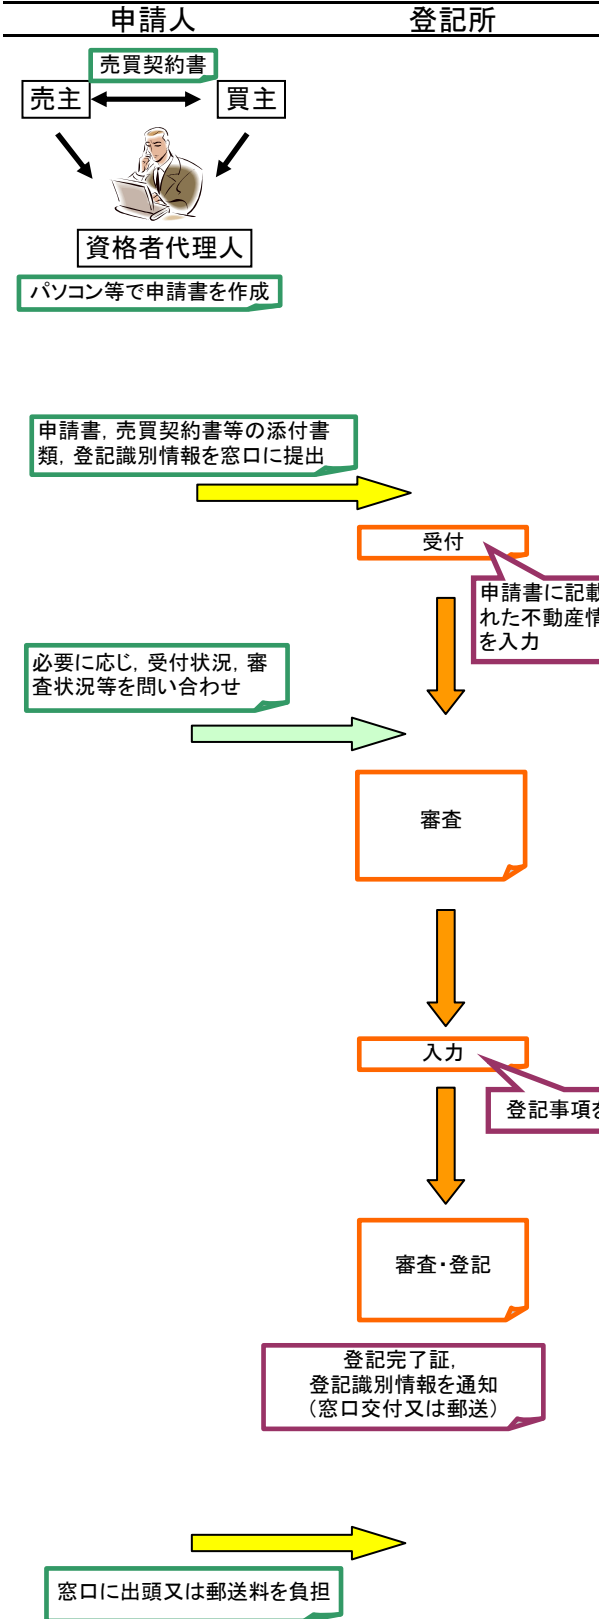 申請人
登記所
売買契約書
売主
買主
資格者代理人
パソコン等で申請書を作成
申請書，売買契約書等の添付書
類，登記識別情報を窓口に提出
受付
申請書に記載
れた不動産情
を入力
必要に応じ，受付状況，審
査状況等を問い合わせ
審査
入力
登記事項を
審査・登記
登記完了証，
登記識別情報を通知
（窓口交付又は郵送）
窓口に出頭又は郵送料を負担